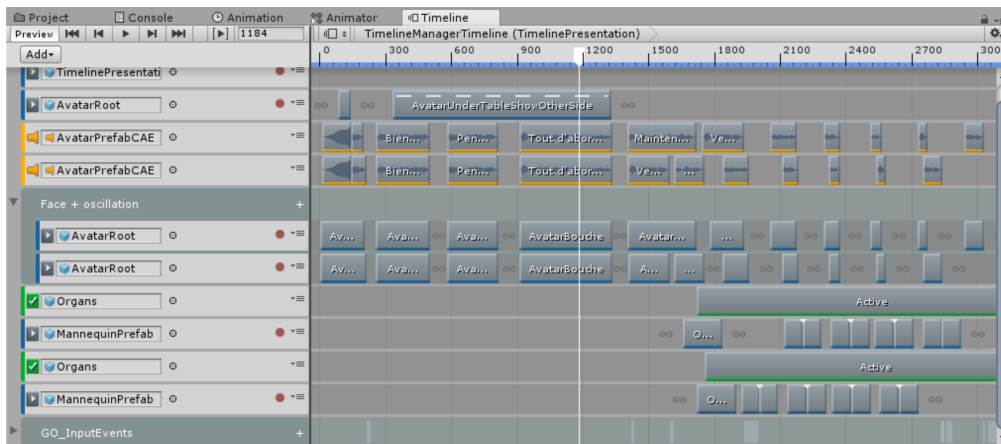 Project Console Animation Animator Timeline
Preview 1184 TimelineManagerTimeline (TimelinePresentation)
Add 0 300 600 900 1200 1500 1800 2100 2400 2700 300
TimelinePresentati
AvatarRoot AvatarUnderTableShowOtherSide
AvatarPrefabCAE Bien... Pen... Tout d'abor... Mainten... Ve...
AvatarPrefabCAE Bien... Pen... Tout d'abor... Ve... ...
Face + oscillation +
AvatarRoot Av... Ava... Ava... AvatarBouche Avatar... ...
AvatarRoot Av... Ava... Ava... AvatarBouche A... ...
Organs Active
MannequinPrefab O...
Organs Active
MannequinPrefab O...
GO_InputEvents +